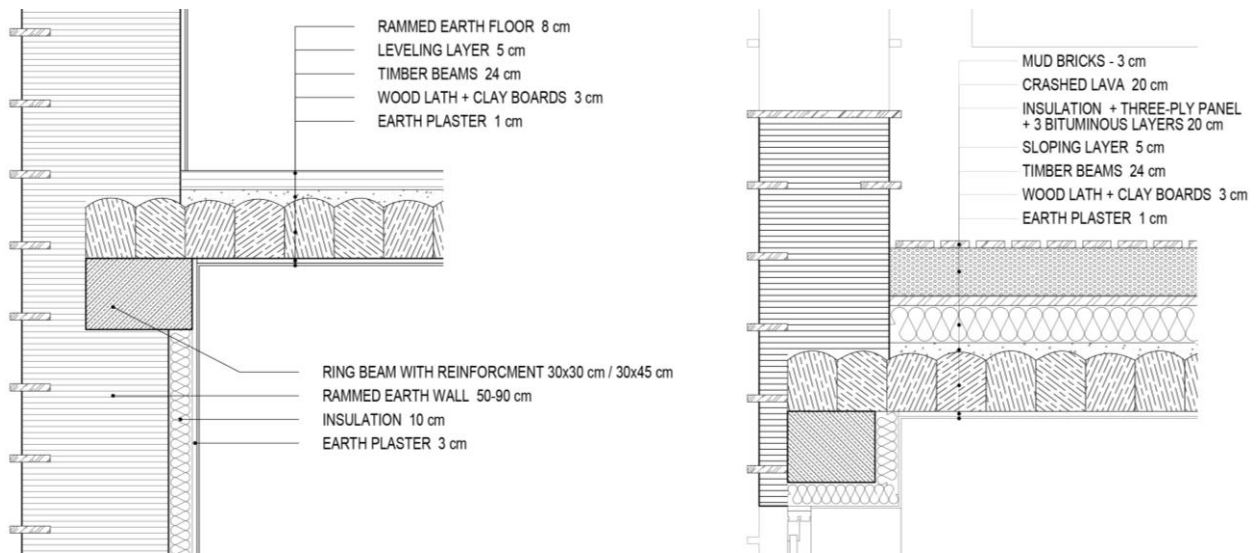 RAMMED EARTH FLOOR 8 cm
LEVELING LAYER 5 cm
TIMBER BEAMS 24 cm
WOOD LATH + CLAY BOARDS 3 cm
EARTH PLASTER 1 cm
RING BEAM WITH REINFORCMENT 30x30 cm / 30x45 cm
RAMMED EARTH WALL 50-90 cm
INSULATION 10 cm
EARTH PLASTER 3 cm
MUD BRICKS - 3 cm
CRASHED LAVA 20 cm
INSULATION + THREE-PLY PANEL
+ 3 BITUMINOUS LAYERS 20 cm
SLOPING LAYER 5 cm
TIMBER BEAMS 24 cm
WOOD LATH + CLAY BOARDS 3 cm
EARTH PLASTER 1 cm